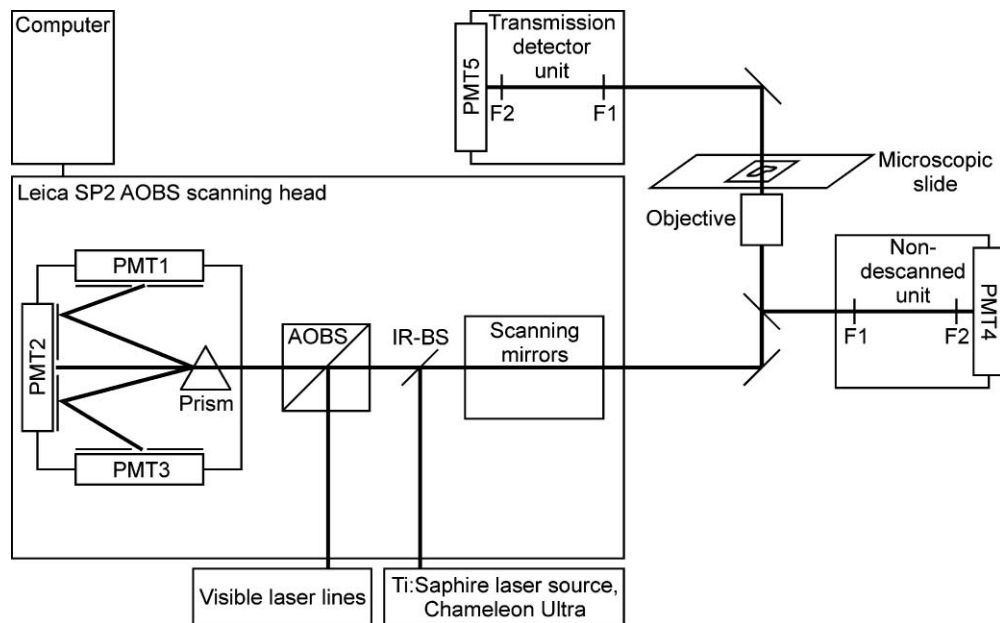 Computer
Transmission
detector
unit
PMT5
F2
F1
Microscopic
slide
Leica SP2 AOBS scanning head
Objective
PMT1
Non-
descanned
unit
PMT4
AOBS
IR-BS
Scanning
mirrors
F1
F2
PMT2
Prism
PMT3
Visible laser lines
Ti:Saphire laser source,
Chameleon Ultra